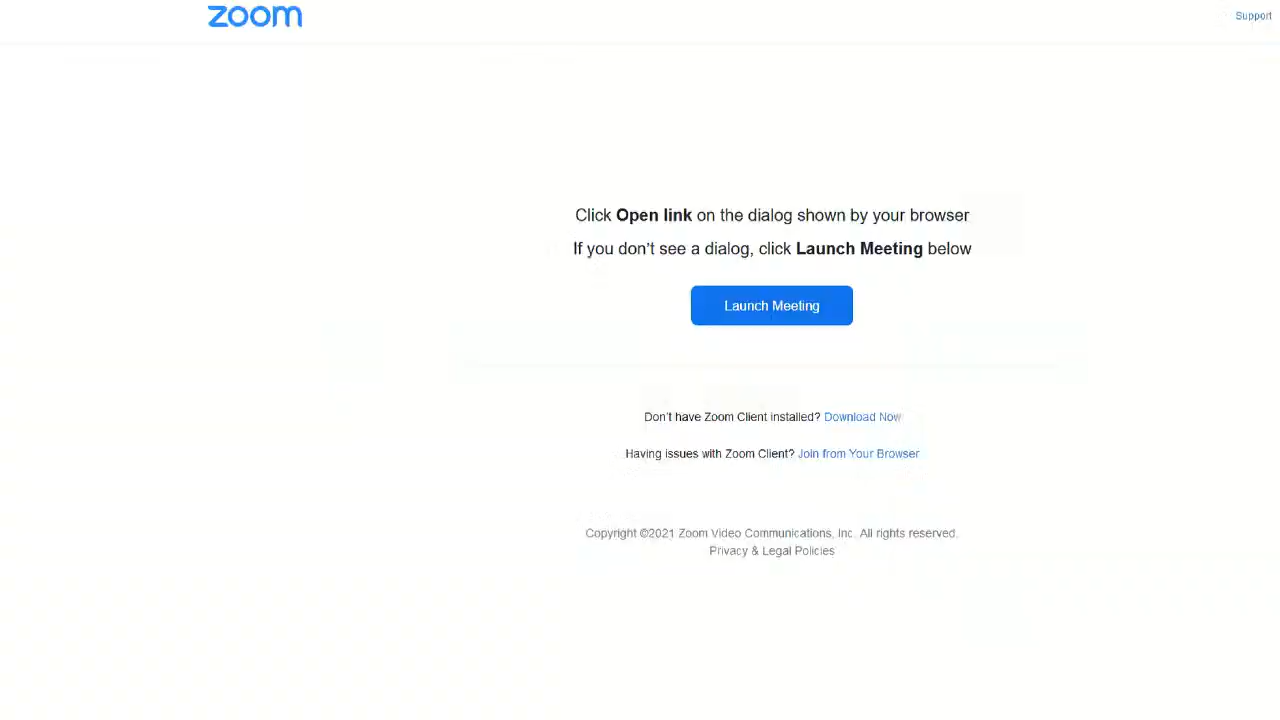 zoom
Support
Click Open link on the dialog shown by your browser
If you don’t see a dialog, click Launch Meeting below
Launch Meeting
Don’t have Zoom Client installed? Download Now
Having issues with Zoom Client? Join from Your Browser
Copyright ©2021 Zoom Video Communications, Inc. All rights reserved.
Privacy & Legal Policies